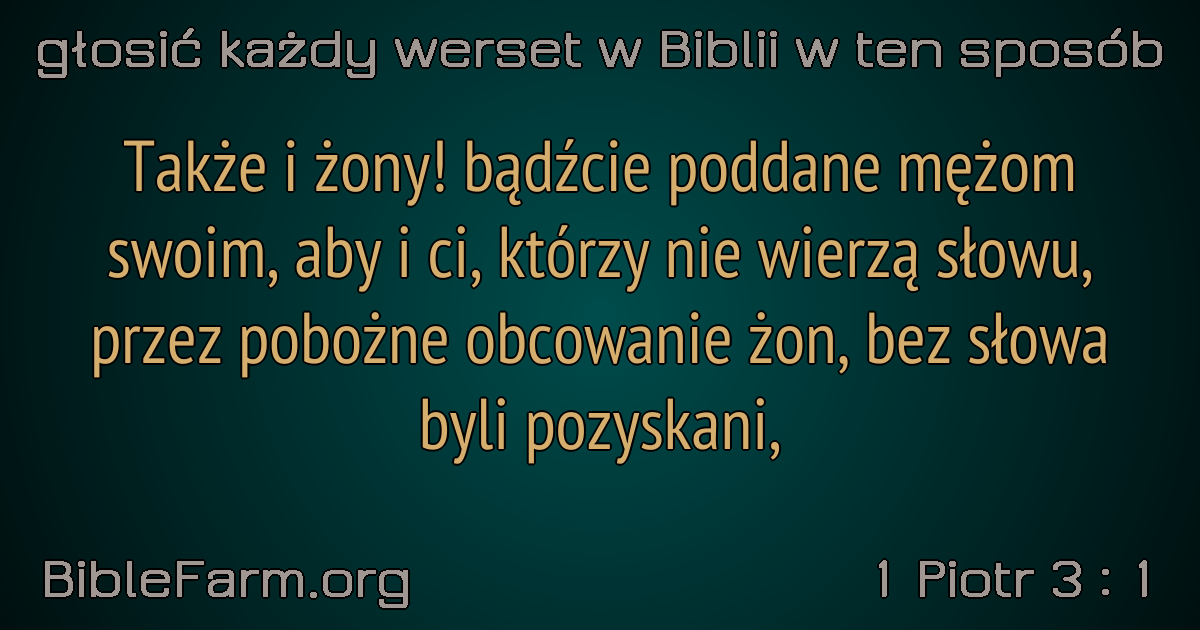 głosić każdy werset w Biblii w ten sposób
Także i żony! bądźcie poddane mężom
swoim, aby i ci, którzy nie wierzą słowu,
przez pobożne obcowanie żon, bez słowa
byli pozyskani,
BibleFarm.org
1 Piotr 3 : 1